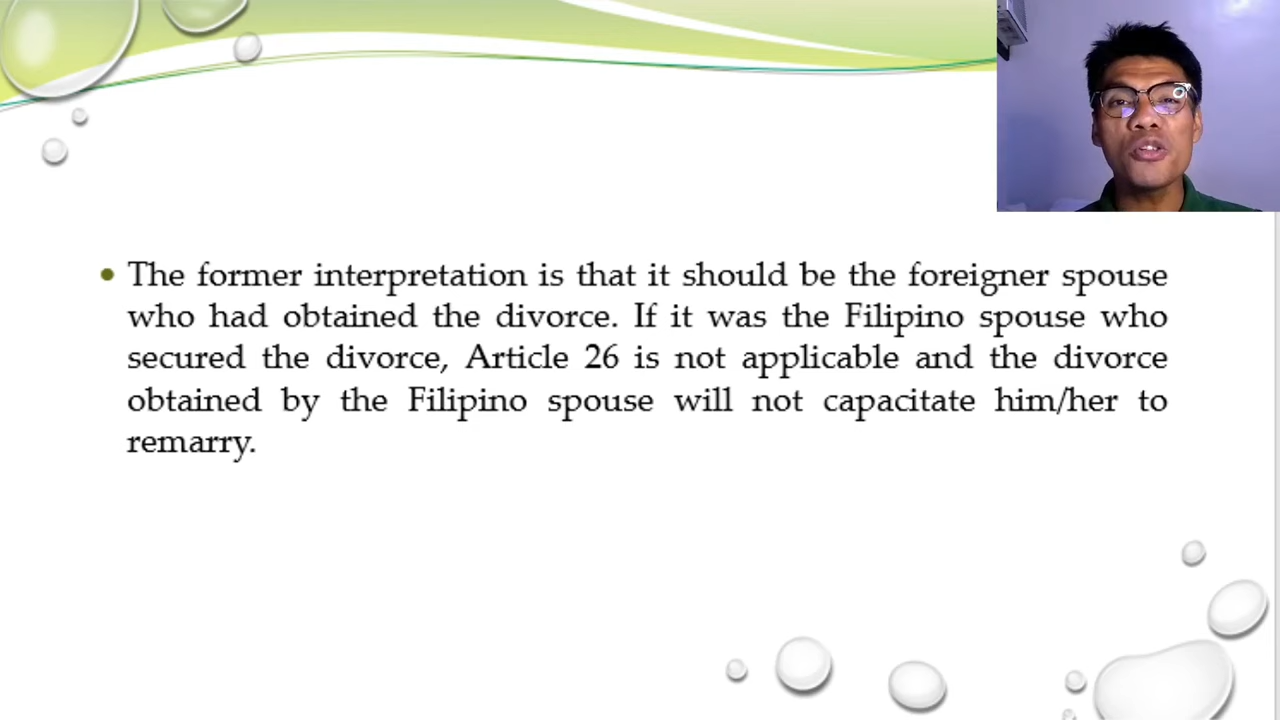 • The former interpretation is that it should be the foreigner spouse
who had obtained the divorce. If it was the Filipino spouse who
secured the divorce, Article 26 is not applicable and the divorce
obtained by the Filipino spouse will not capacitate him/her to
remarry.